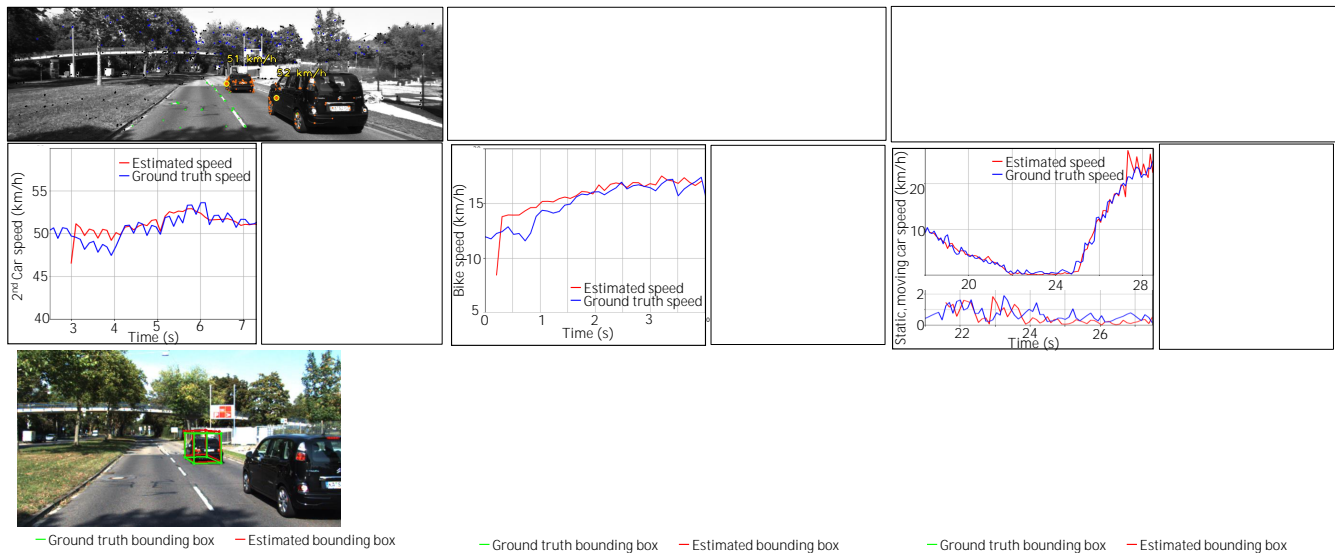 51 km/h
62 km/h
Estimated speed
Ground truth speed
2nd Car speed (km/h)
55
50
45
40
3
4
5
6
7
Time (s)
Estimated speed
Ground truth speed
Bike speed (km/h)
15
10
5
0
1
2
3
Time (s)
Estimated speed
Ground truth speed
Static, moving car speed (km/h)
20
10
20
24
28
2
0
22
24
26
Time (s)
Ground truth bounding box
Estimated bounding box
Ground truth bounding box
Estimated bounding box
Ground truth bounding box
Estimated bounding box